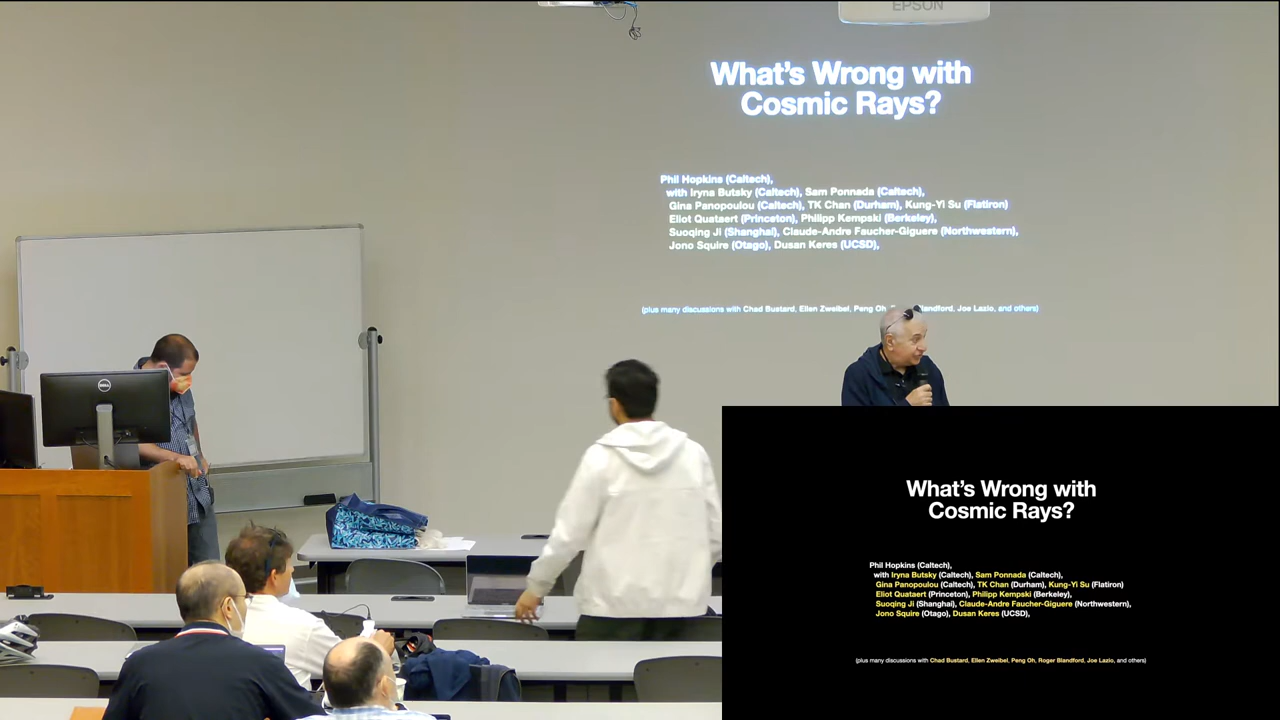 EPSON
What's Wrong with
Cosmic Rays?
Phil Hopkins (Caltech),
with Iryna Butsky (Caltech), Sam Ponnada (Caltech),
Gina Panopoulou (Caltech), TK Chan (Durham), Kung-Yi Su (Flatiron)
Eliot Quataert (Princeton), Philipp Kempski (Berkeley),
Suoqing Ji (Shanghai), Claude-Andre Faucher-Giguere (Northwestern),
Jono Squire (Otago), Dusan Keres (UCSD),
(plus many discussions with Chad Bustard, Ellen Zweibel, Peng Oh, Blandford, Joe Lazio, and others)
DELL
What's Wrong with
Cosmic Rays?
Phil Hopkins (Caltech),
with Iryna Butsky (Caltech), Sam Ponnada (Caltech),
Gina Panopoulou (Caltech), TK Chan (Durham), Kung-Yi Su (Flatiron)
Eliot Quataert (Princeton), Philipp Kempski (Berkeley),
Suoqing Ji (Shanghai), Claude-Andre Faucher-Giguere (Northwestern),
Jono Squire (Otago), Dusan Keres (UCSD),
(plus many discussions with Chad Bustard, Ellen Zweibel, Peng Oh, Roger Blandford, Joe Lazio, and others)